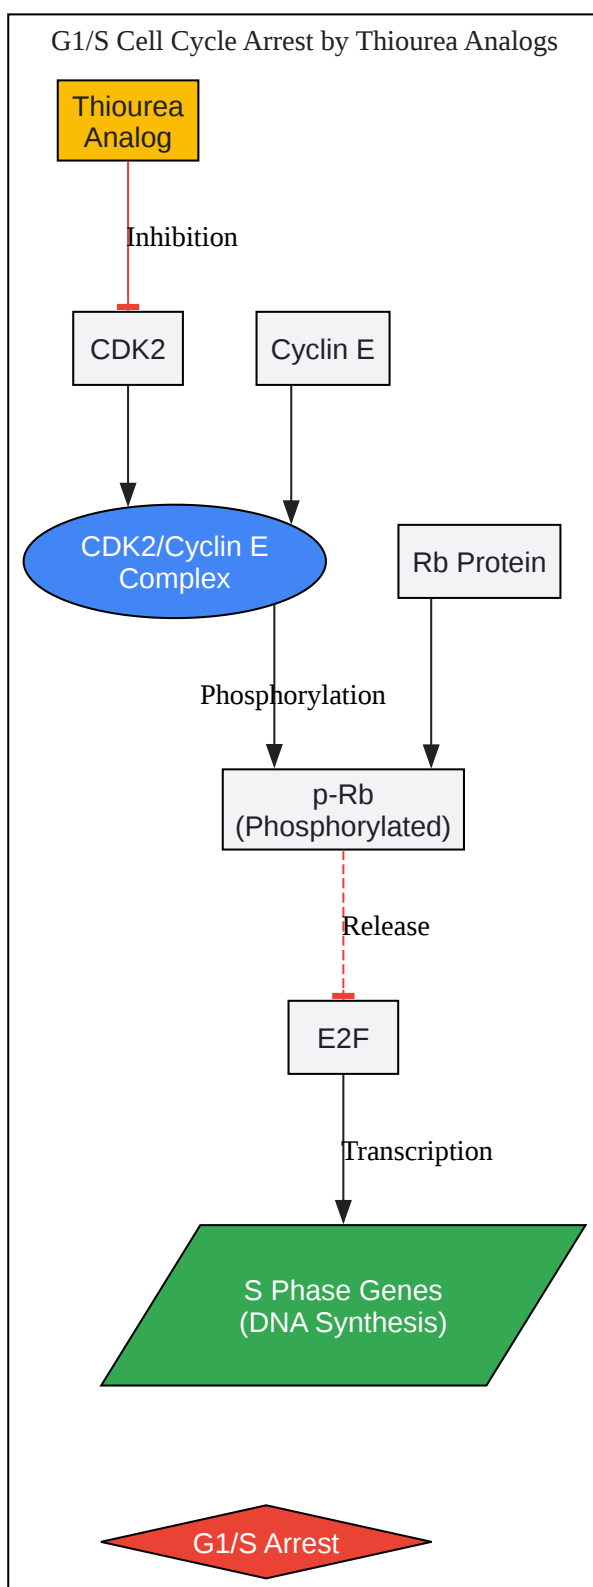 G1/S Cell Cycle Arrest by Thiourea Analogs
Thiourea
Analog
Inhibition
CDK2
Cyclin E
CDK2/Cyclin E
Complex
Rb Protein
Phosphorylation
p-Rb
(Phosphorylated)
Release
E2F
Transcription
S Phase Genes
(DNA Synthesis)
G1/S Arrest